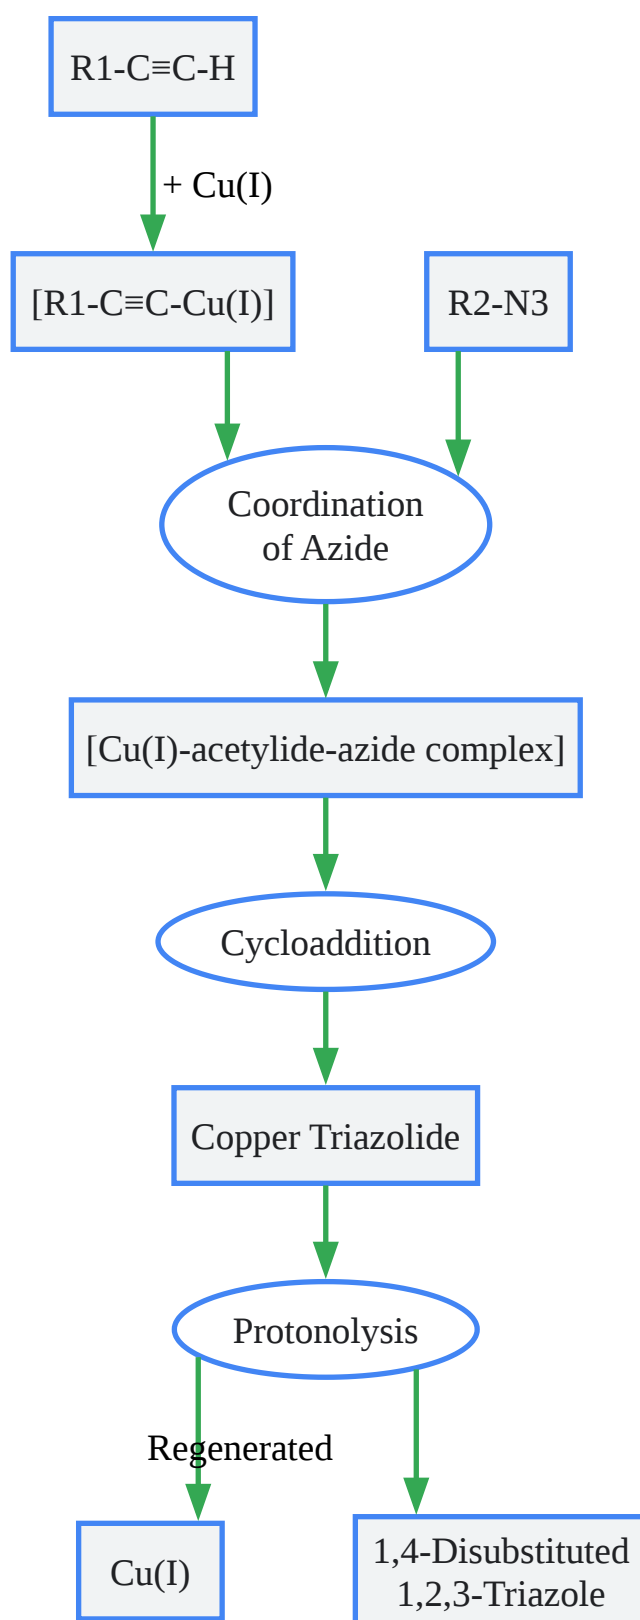 R1-C≡C-H
+ Cu(I)
[R1-C≡C-Cu(I)]
R2-N3
Coordination
of Azide
[Cu(I)-acetylide-azide complex]
Cycloaddition
Copper Triazolide
Protonolysis
Regenerated
Cu(I)
1,4-Disubstituted
1,2,3-Triazole